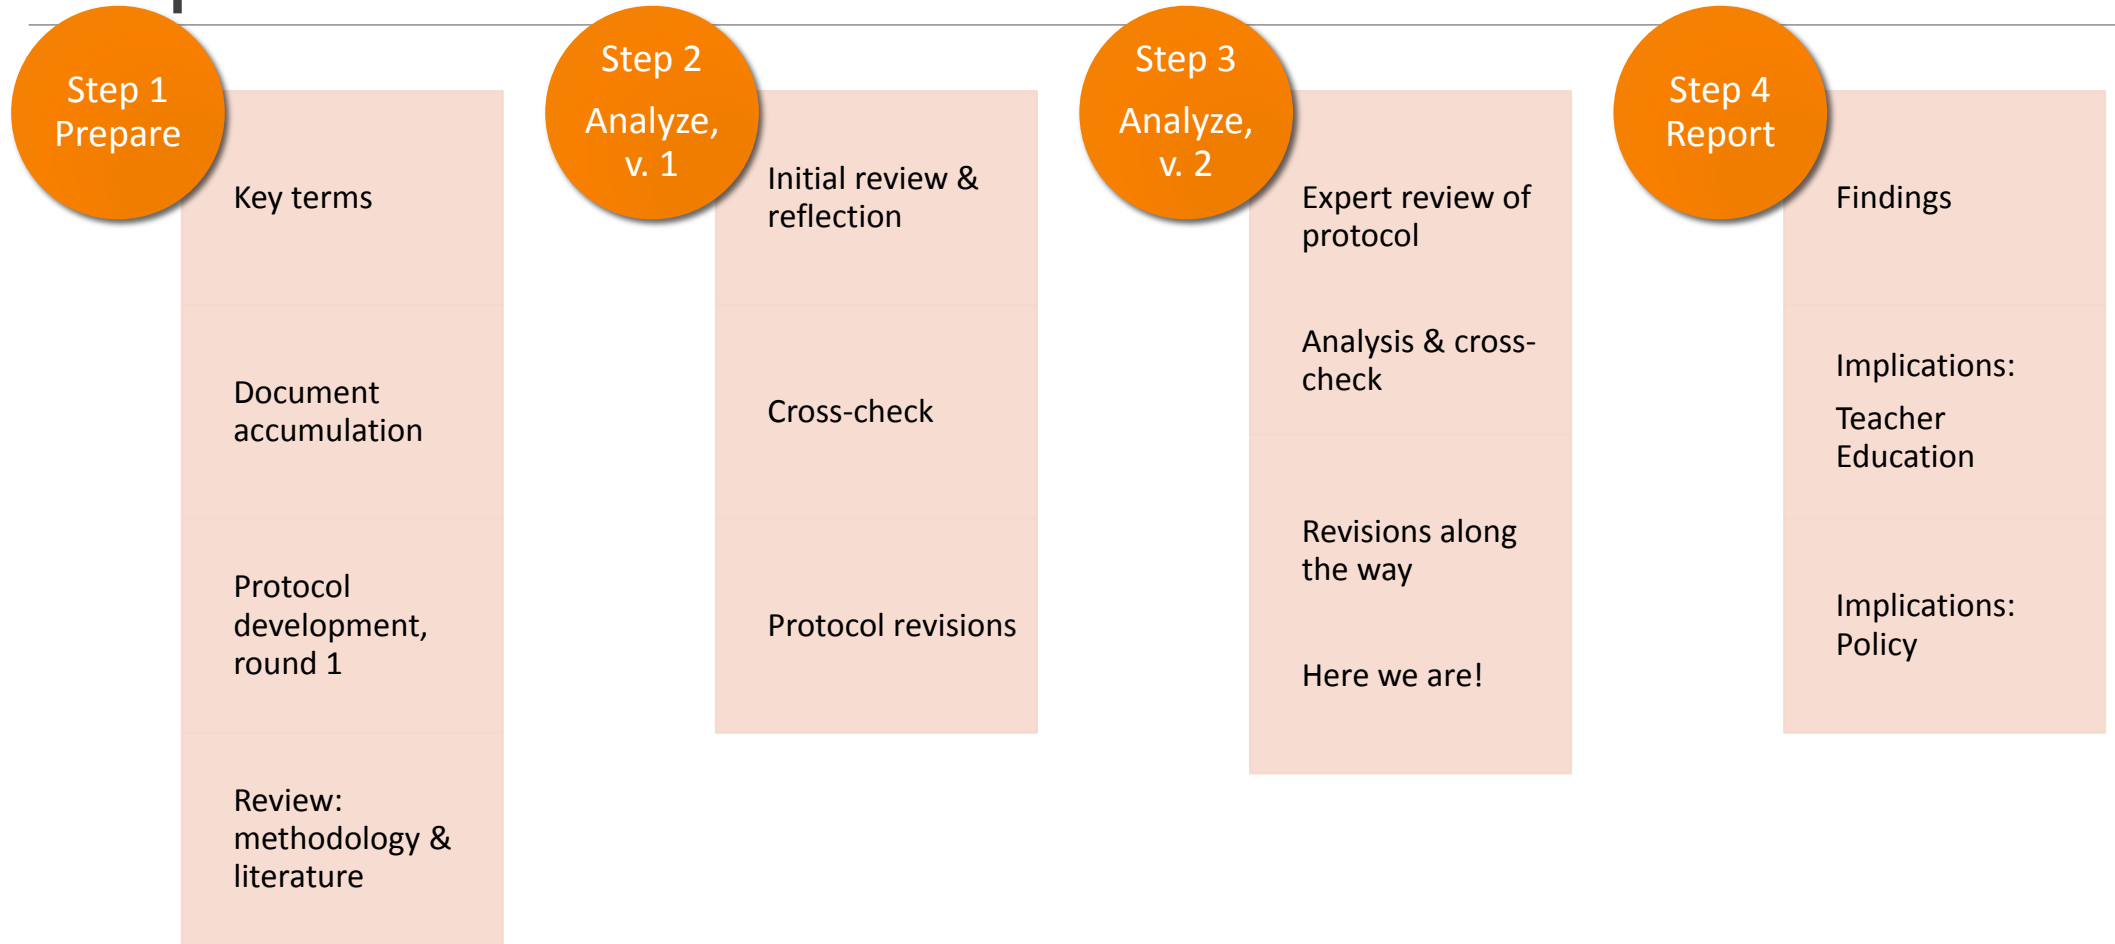 Step 1
Prepare
Key terms
Document
accumulation
Protocol
development,
round 1
Review:
methodology &
literature
Step 2
Analyze,
v. 1
Initial review &
reflection
Cross-check
Protocol revisions
Step 3
Analyze,
v. 2
Expert review of
protocol
Analysis & cross-
check
Revisions along
the way
Here we are!
Step 4
Report
Findings
Implications:
Teacher
Education
Implications:
Policy